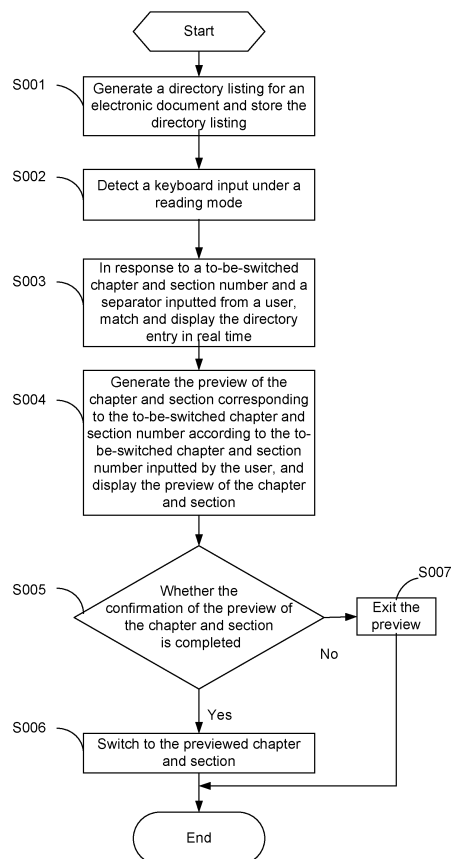 Start
S001
Generate a directory listing for an
electronic document and store the
directory listing
S002
Detect a keyboard input under a
reading mode
S003
In response to a to-be-switched
chapter and section number and a
separator inputted from a user,
match and display the directory
entry in real time
S004
Generate the preview of the
chapter and section corresponding
to the to-be-switched chapter and
section number according to the to-
be-switched chapter and section
number inputted by the user, and
display the preview of the chapter
and section
S005
Whether the
confirmation of the preview of
the chapter and section
is completed
S007
Exit the
preview
No
Yes
S006
Switch to the previewed chapter
and section
End